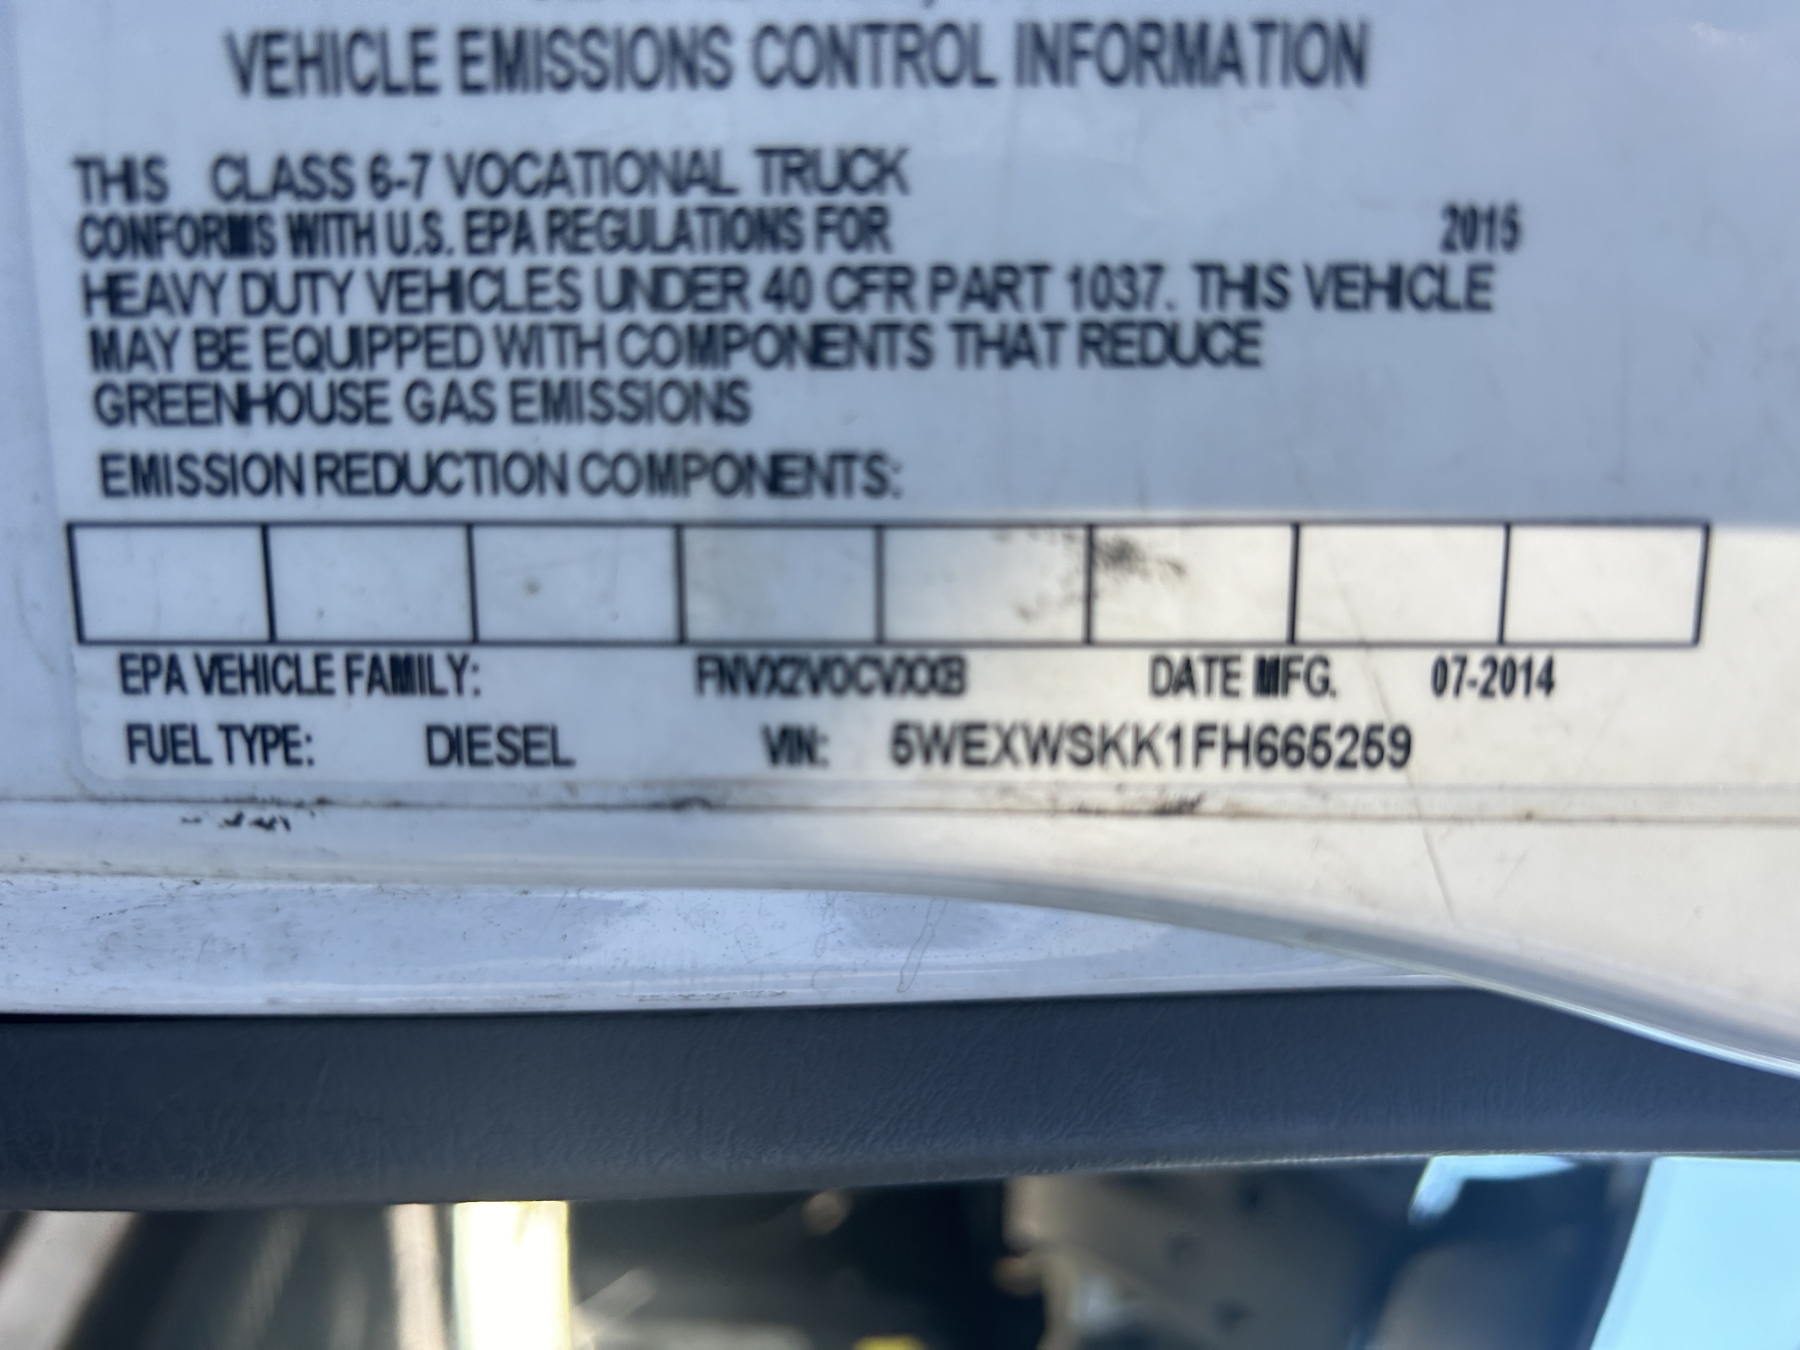 VEHICLE EMISSIONS CONTROL INFORMATION
THIS CLASS 6-7 VOCATIONAL TRUCK
CONFORMS WITH U.S. EPA REGULATIONS FOR 2015
HEAVY DUTY VEHICLES UNDER 40 CFR PART 1037. THIS VEHICLE
MAY BE EQUIPPED WITH COMPONENTS THAT REDUCE
GREENHOUSE GAS EMISSIONS
EMISSION REDUCTION COMPONENTS:
EPA VEHICLE FAMILY: FNVX2VOCVXXB DATE MFG. 07-2014
FUEL TYPE: DIESEL VIN: 5WEXWSKK1FH665259